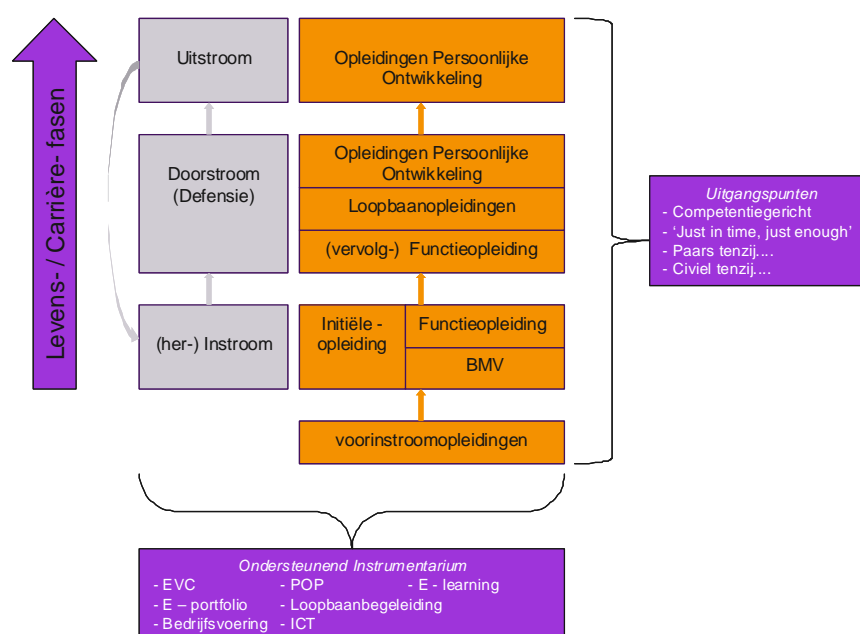 Levens- / Carrière- fasen
Uitstroom
Opleidingen Persoonlijke
Ontwikkeling
Doorstroom
(Defensie)
Opleidingen Persoonlijke
Ontwikkeling
Loopbaanopleidingen
(vervolg-) Functieopleiding
(her-) Instroom
Initiële -
opleiding
Functieopleiding
BMV
voorinstroomopleidingen
Uitgangspunten
- Competentiegericht
- ‘Just in time, just enough’
- Paars tenzij....
- Civiel tenzij....
Ondersteunend Instrumentarium
- EVC - POP - E - learning
- E – portfolio - Loopbaanbegeleiding
- Bedrijfsvoering - ICT